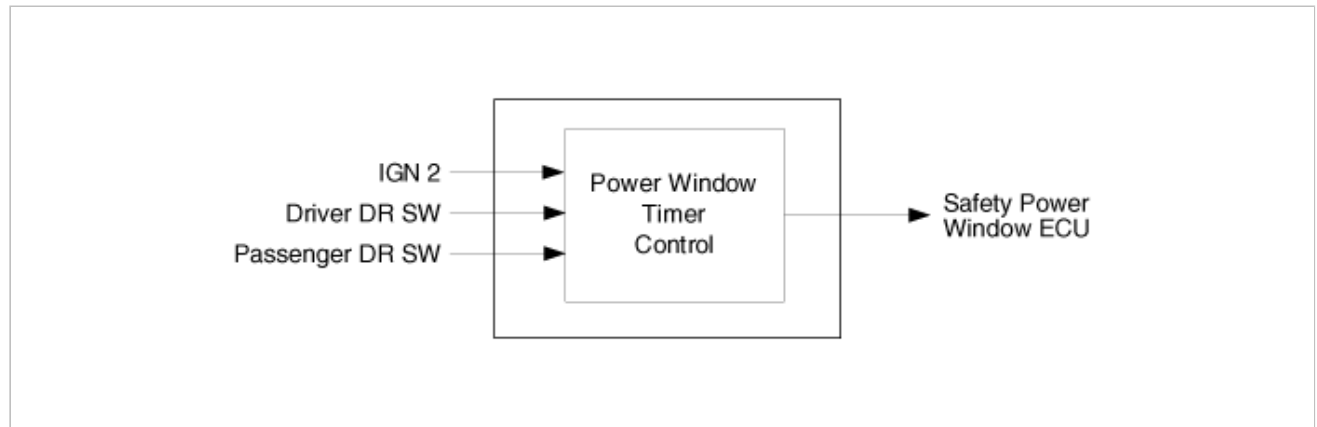 IGN 2
Driver DR SW
Passenger DR SW
Power Window
Timer
Control
Safety Power
Window ECU